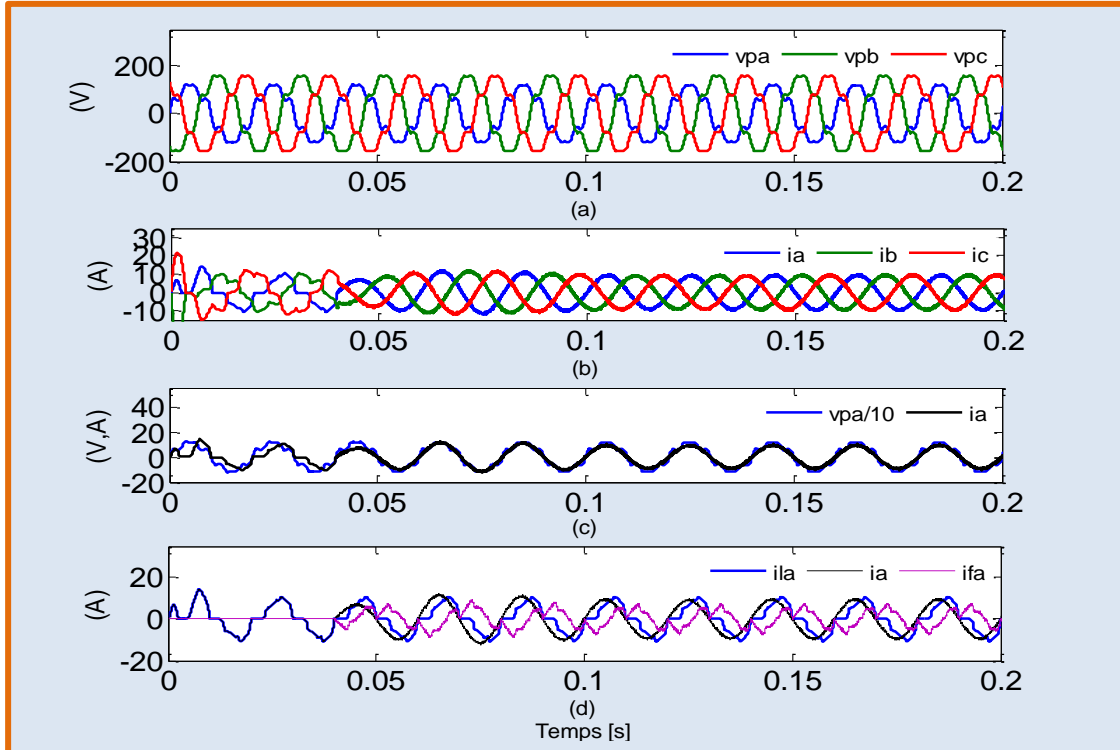 vpa vpb vpc
200
(V)
0
-200
0 0.05 0.1 0.15 0.2
(a)
30
ia ib ic
20
(A)
10
0
-10
0 0.05 0.1 0.15 0.2
(b)
40
vpa/10 ia
(V,A)
20
0
-20
0 0.05 0.1 0.15 0.2
(c)
20
ila ia ifa
(A)
0
-20
0 0.05 0.1 0.15 0.2
(d)
Temps [s]